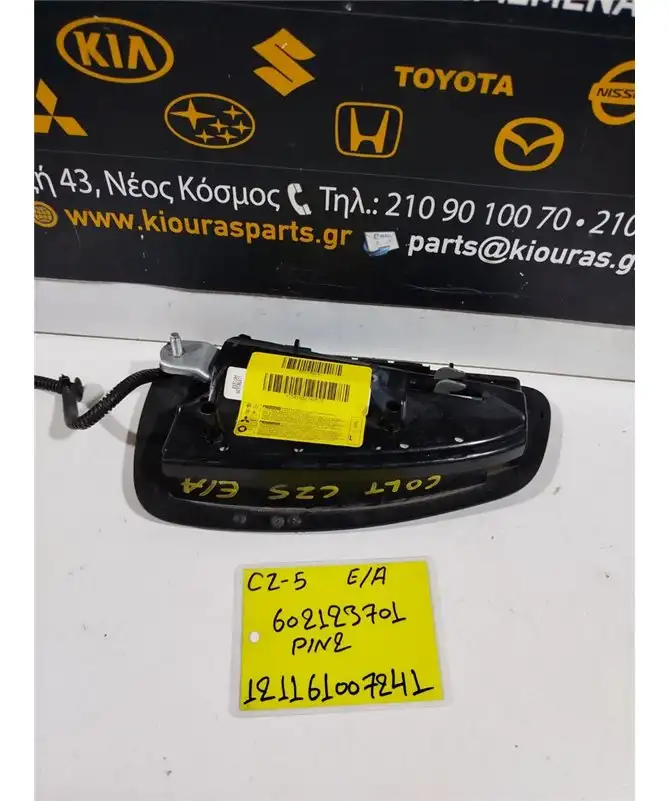 KIA
TOYOTA
NISS
ή 43, Νέος Κόσμος Τηλ.: 210 90 100 70 • 210
www.kiourasparts.gr
parts@kiouras.g
COLT CZ5 E/A
CZ-5 E/A
602123701
PIN2
121161007241